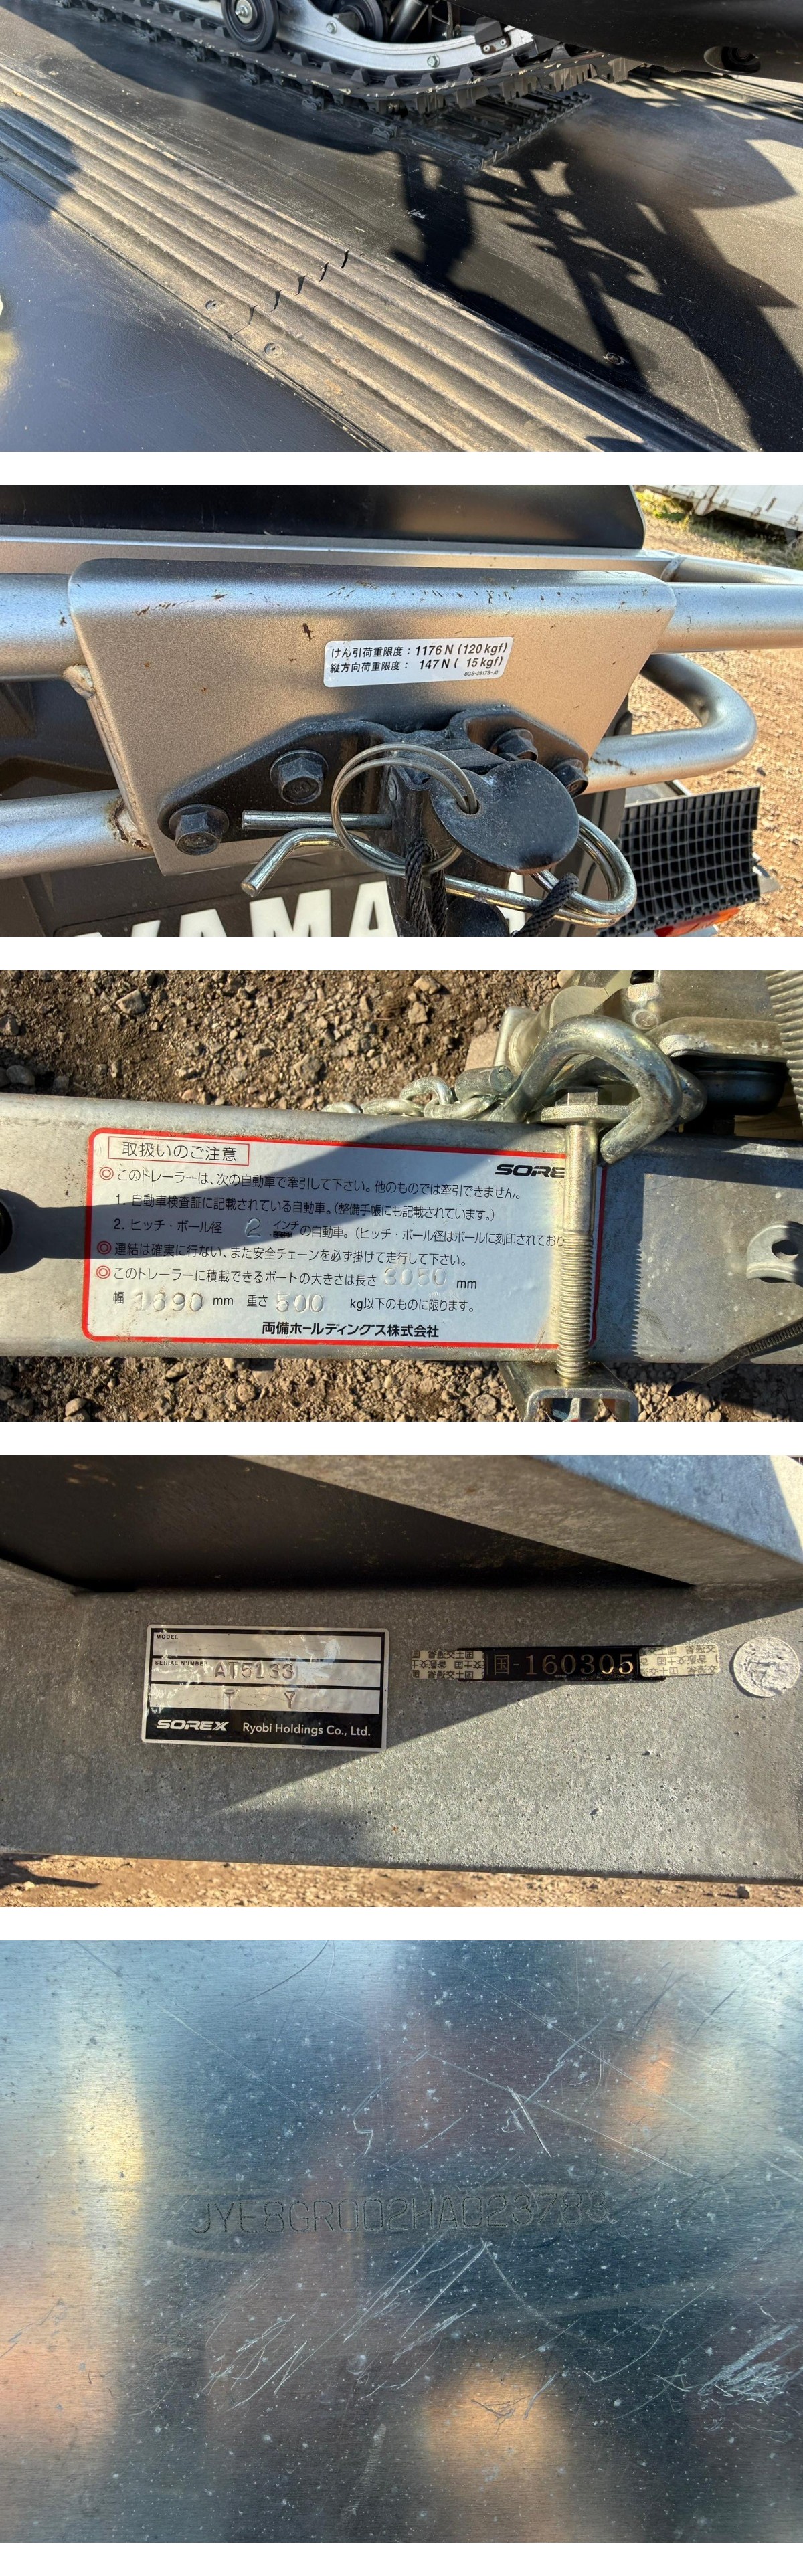 けん引荷重限度：1176 N (120 kgf)
縦方向荷重限度： 147 N ( 15 kgf)
YAMA
取扱いのご注意
SORE
◎このトレーラーは、次の自動車で牽引して下さい。他のものでは牽引できません。
1. 自動車検査証に記載されている自動車。(整備手帳にも記載されています。)
2. ヒッチ・ボール径 2 インチ の自動車。(ヒッチ・ボール径はボールに刻印されており
◎連結は確実に行ない、また安全チェーンを必ず掛けて走行して下さい。
◎このトレーラーに積載できるボートの大きさは長さ mm
幅 1390 mm 重さ 500 kg以下のものに限ります。
両備ホールディングス株式会社
MODEL
SERIAL NUMBER AT5133
T Y
SOREX Ryobi Holdings Co., Ltd.
国-160305